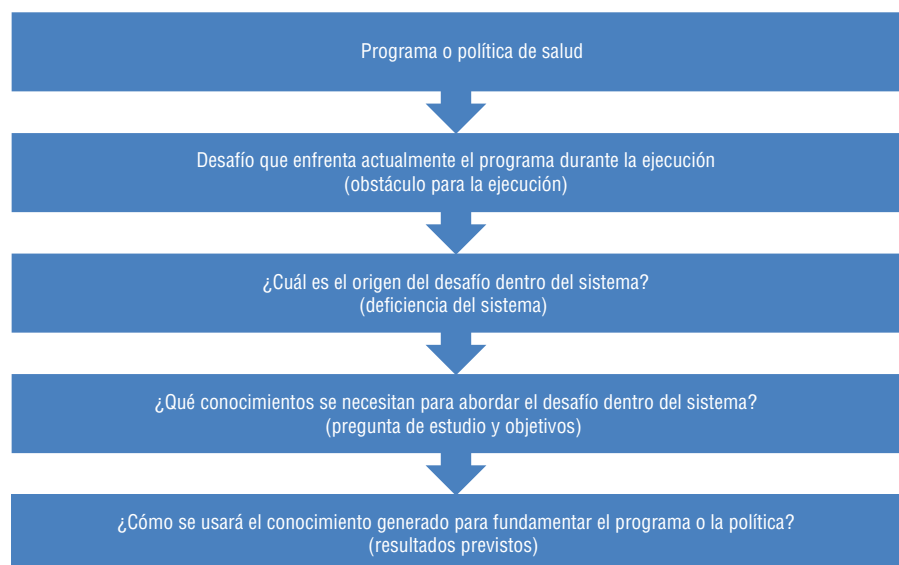 Programa o política de salud
Desafío que enfrenta actualmente el programa durante la ejecución
(obstáculo para la ejecución)
¿Cuál es el origen del desafío dentro del sistema?
(deficiencia del sistema)
¿Qué conocimientos se necesitan para abordar el desafío dentro del sistema?
(pregunta de estudio y objetivos)
¿Cómo se usará el conocimiento generado para fundamentar el programa o la política?
(resultados previstos)